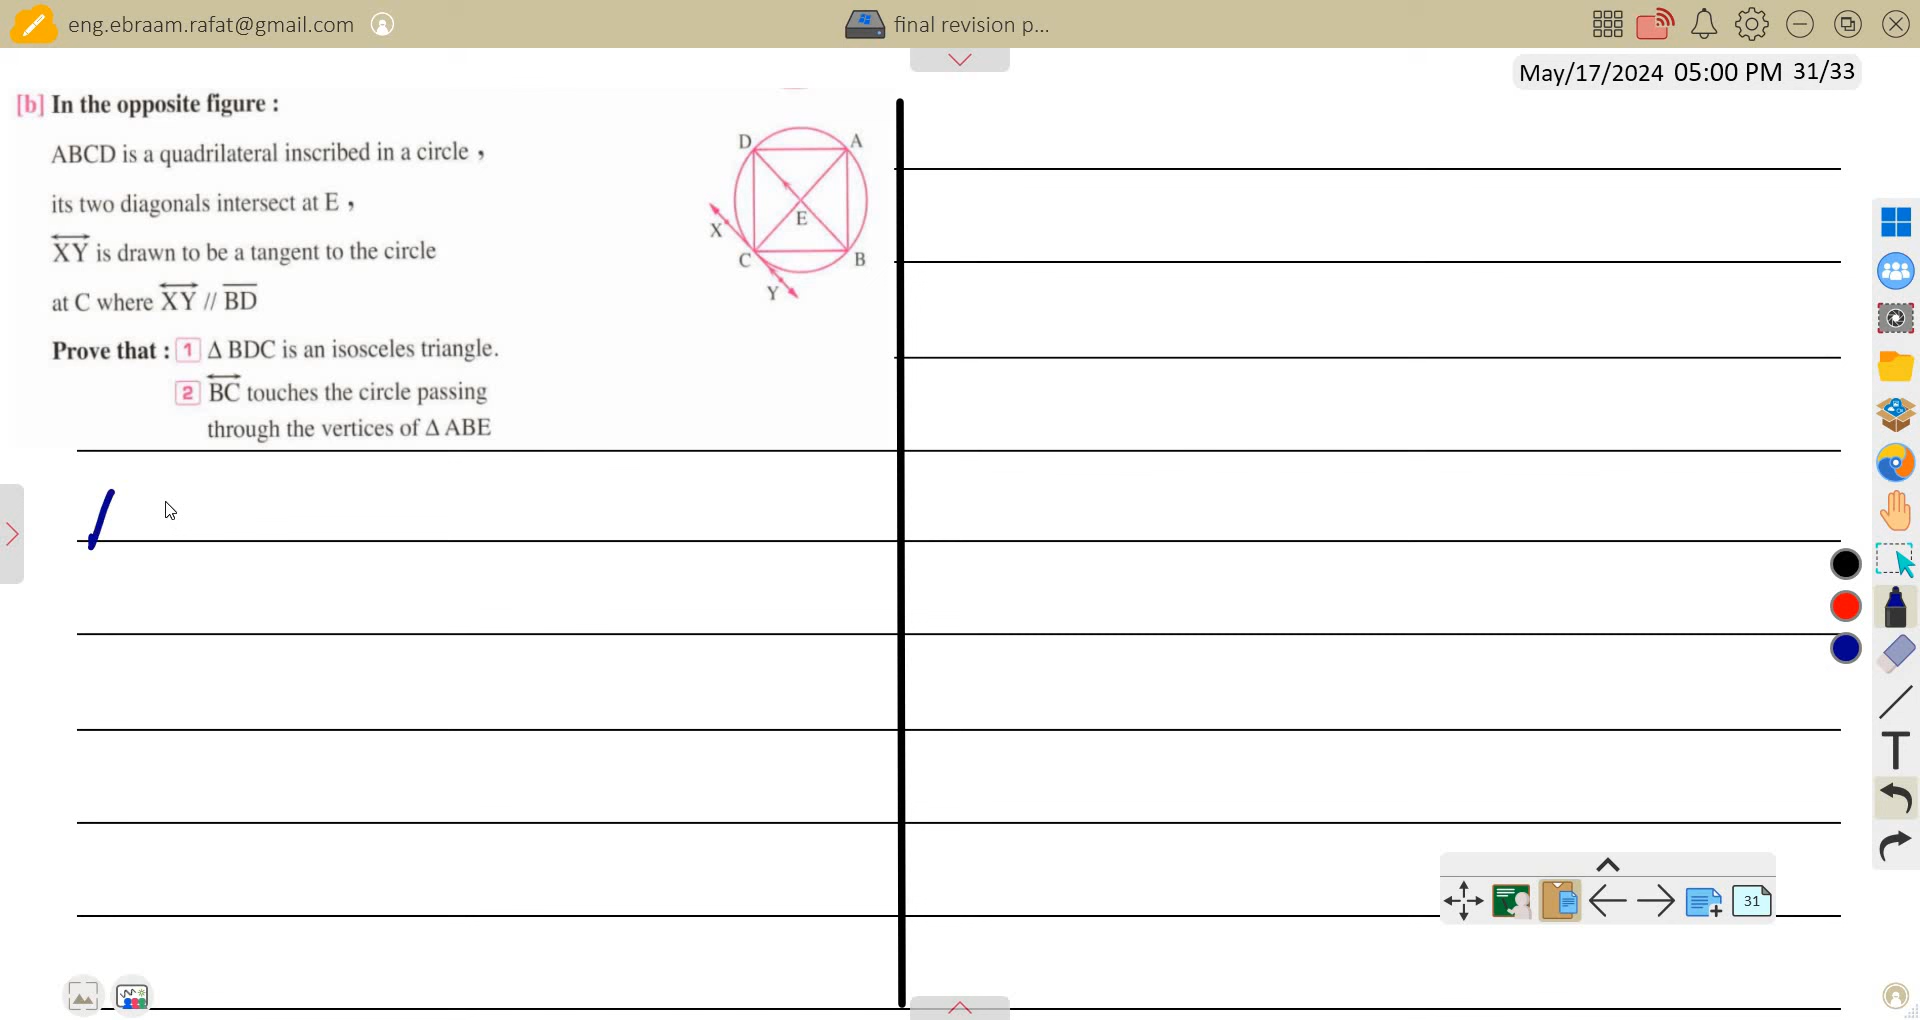 eng.ebraam.rafat@gmail.com
final revision p...
May/17/2024 05:00 PM 31/33
[b] In the opposite figure :
ABCD is a quadrilateral inscribed in a circle ,
its two diagonals intersect at E ,
XY is drawn to be a tangent to the circle
at C where XY // BD
Prove that : 1 Δ BDC is an isosceles triangle.
2 BC touches the circle passing
through the vertices of Δ ABE
D A
E
X
C B
Y
T
31